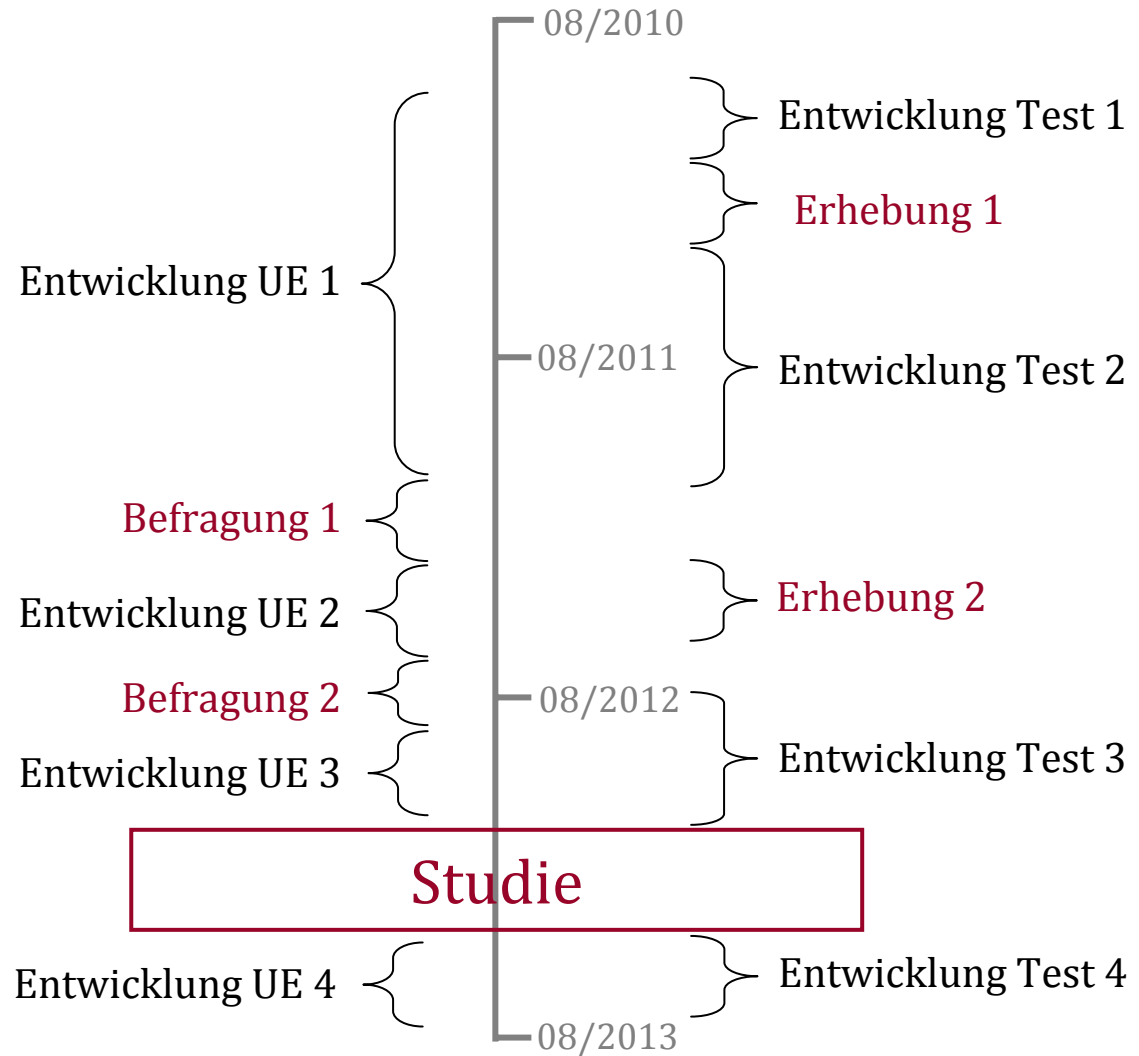 08/2010
Entwicklung Test 1
Erhebung 1
Entwicklung UE 1
08/2011
Entwicklung Test 2
Befragung 1
Erhebung 2
Entwicklung UE 2
Befragung 2
08/2012
Entwicklung Test 3
Entwicklung UE 3
Studie
Entwicklung Test 4
Entwicklung UE 4
08/2013